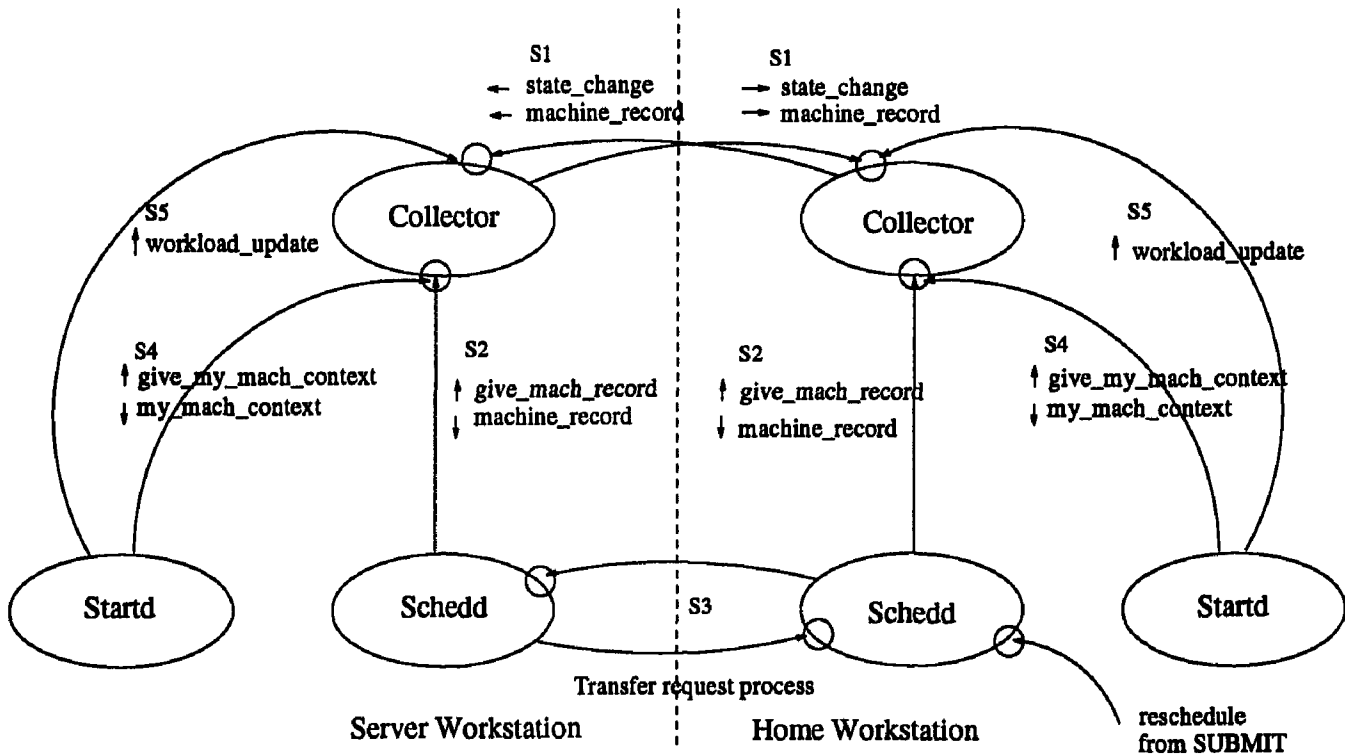 S1
state_change
machine_record
S1
state_change
machine_record
Collector
Collector
S5
workload_update
S5
workload_update
S4
give_my_mach_context
my_mach_context
S2
give_mach_record
machine_record
S2
give_mach_record
machine_record
S4
give_my_mach_context
my_mach_context
Startd
Schedd
S3
Schedd
Startd
Transfer request process
Server Workstation
Home Workstation
reschedule
from SUBMIT